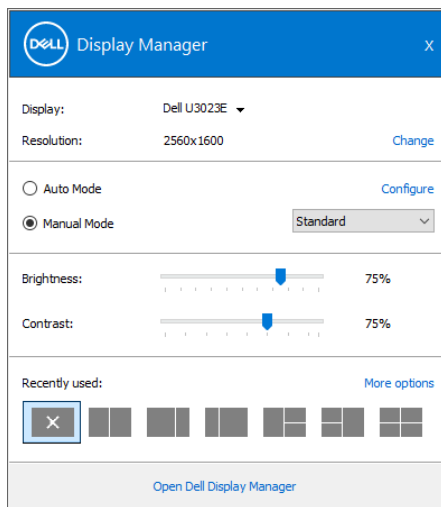 DELL Display Manager X
Display: Dell U3023E
Resolution: 2560x1600 Change
Auto Mode Configure
Manual Mode Standard
Brightness: 75%
Contrast: 75%
Recently used: More options
Open Dell Display Manager